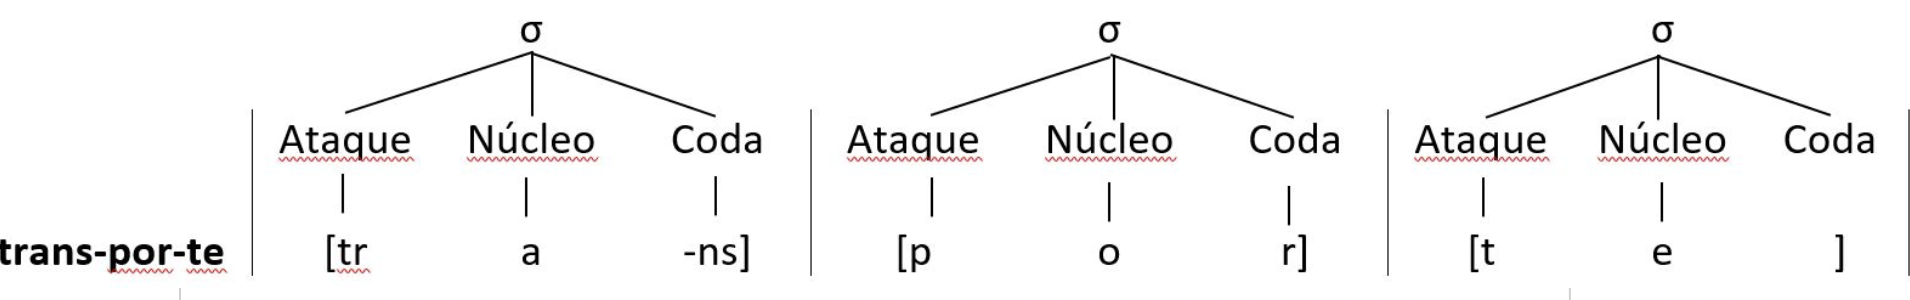 σ σ σ
Ataque Núcleo Coda Ataque Núcleo Coda Ataque Núcleo Coda
trans-por-te [tr a -ns] [p o r] [t e ]